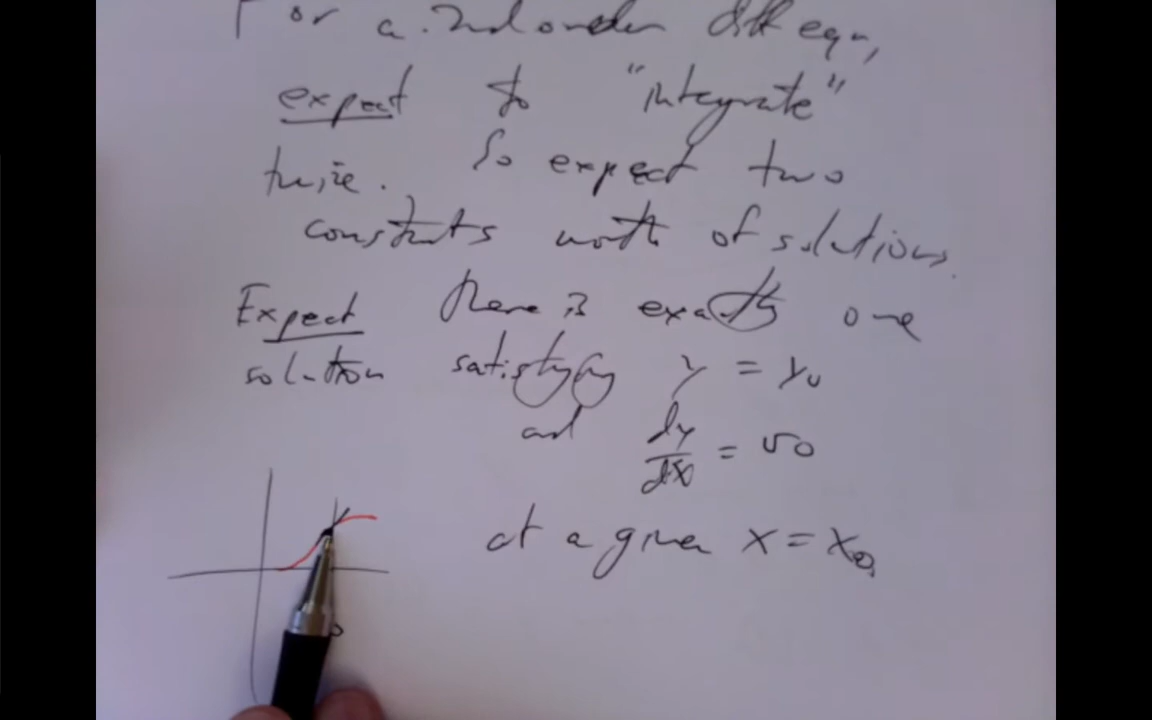 For a 2nd order diff eqn,
expect to "integrate"
twice. So expect two
constants worth of solutions.
Expect there is exactly one
solution satisfying y = y0
and dy/dx = v0
at a given x = x0.